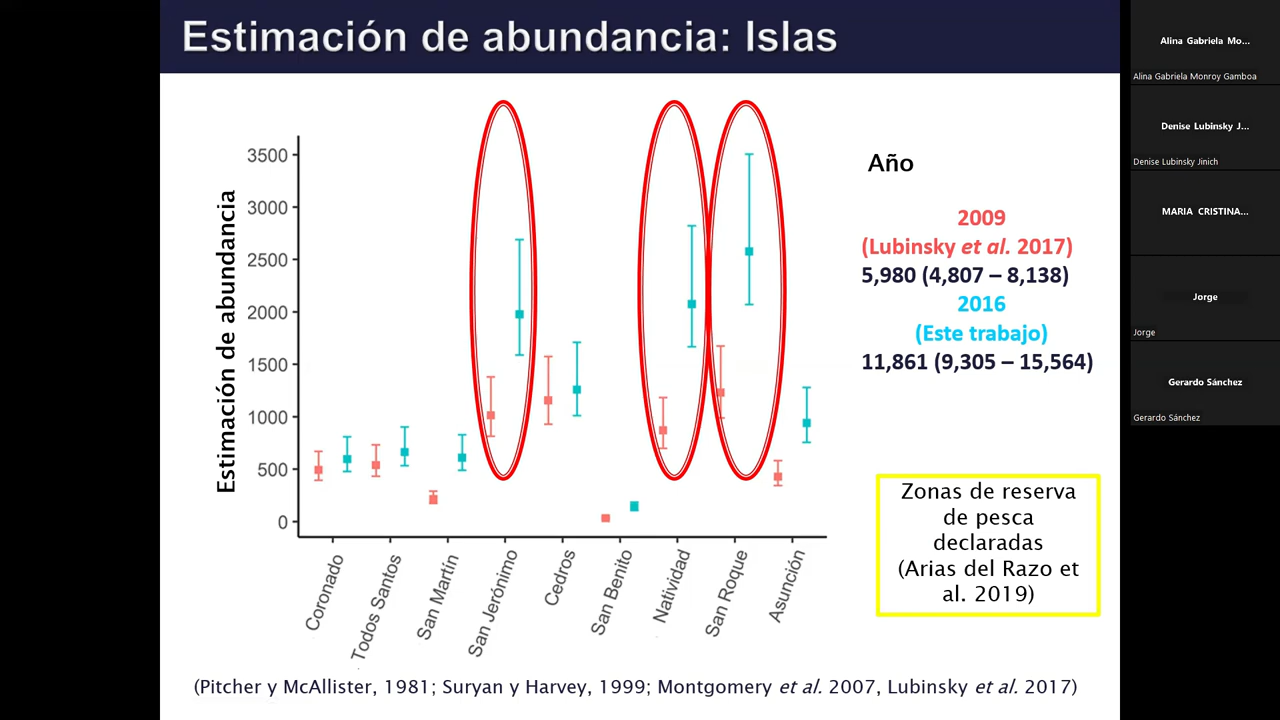 Estimación de abundancia: Islas
Estimación de abundancia
3500
3000
2500
2000
1500
1000
500
0
Coronado
Todos Santos
San Martín
San Jerónimo
Cedros
San Benito
Natividad
San Roque
Asunción
Año
2009
(Lubinsky et al. 2017)
5,980 (4,807 – 8,138)
2016
(Este trabajo)
11,861 (9,305 – 15,564)
Zonas de reserva
de pesca
declaradas
(Arias del Razo et
al. 2019)
(Pitcher y McAllister, 1981; Suryan y Harvey, 1999; Montgomery et al. 2007, Lubinsky et al. 2017)
Alina Gabriela Mo...
Alina Gabriela Monroy Gamboa
Denise Lubinsky J...
Denise Lubinsky Jinich
MARIA CRISTINA...
Jorge
Jorge
Gerardo Sánchez
Gerardo Sánchez